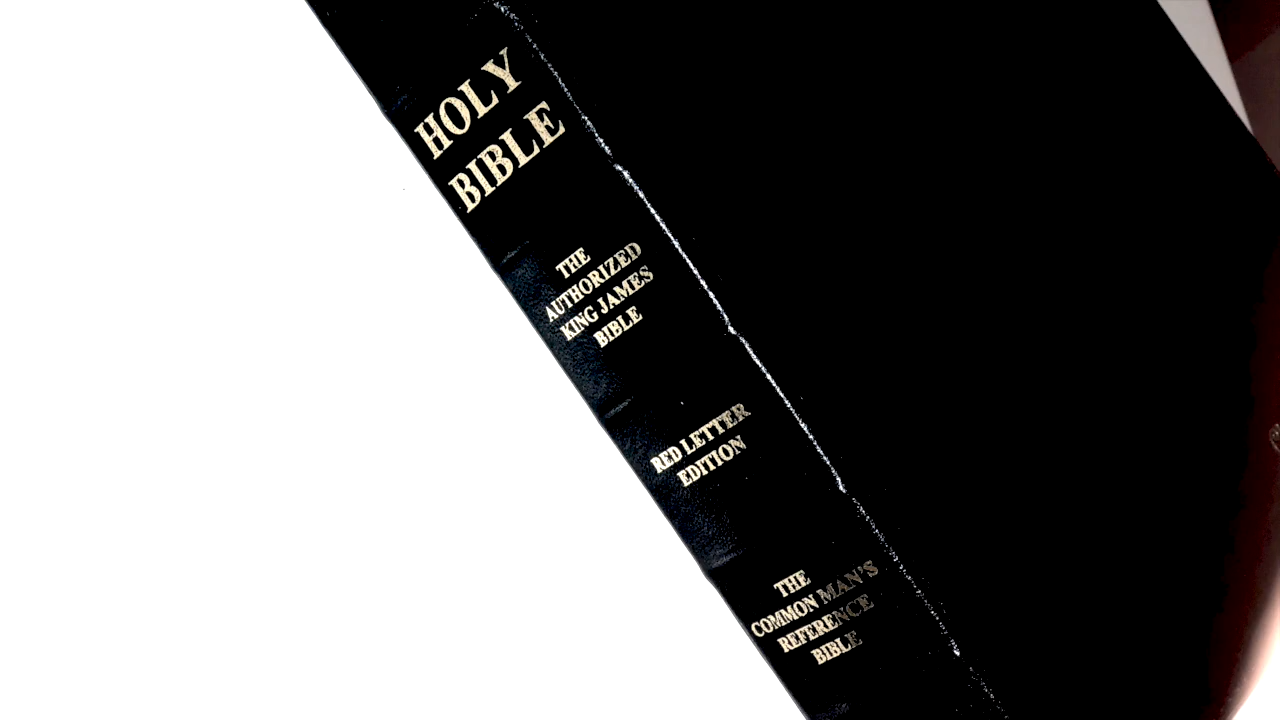 HOLY
BIBLE
THE
AUTHORIZED
KING JAMES
BIBLE
RED LETTER
EDITION
THE
COMMON MAN'S
REFERENCE
BIBLE